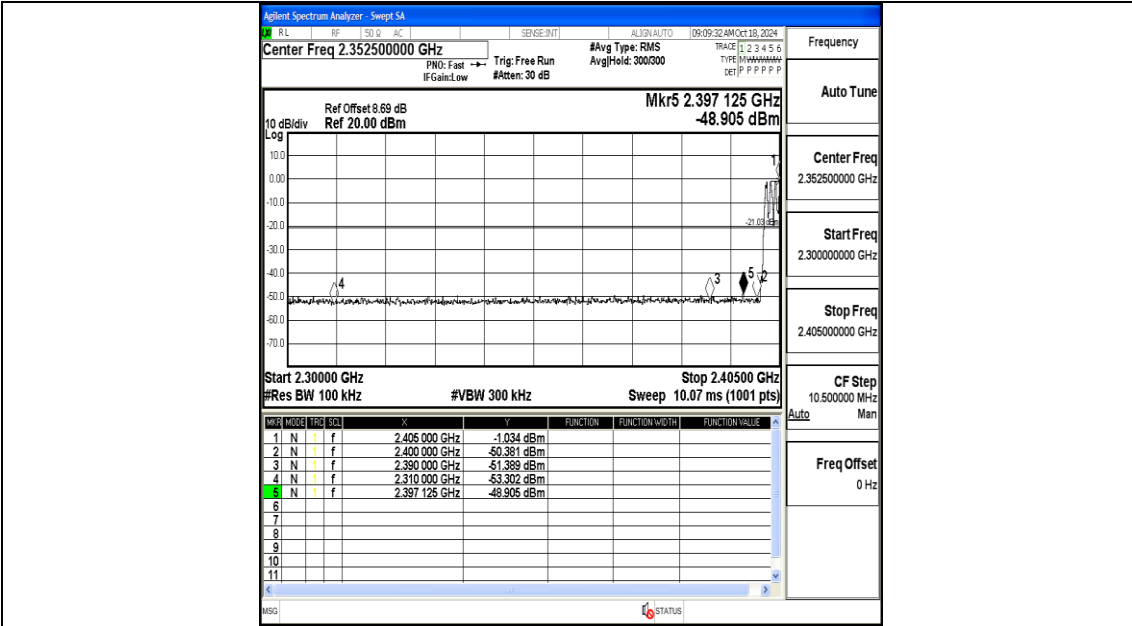 Agilent Spectrum Analyzer - Swept SA
RL RF 50 Ω AC SENSE:INT ALIGN AUTO 09:09:32 AM Oct 18, 2024
Center Freq 2.352500000 GHz
PNO: Fast
IFGain:Low
Trig: Free Run
#Atten: 30 dB
#Avg Type: RMS
Avg|Hold: 300/300
TRACE 1 2 3 4 5 6
TYPE
DET P P P P P P
Frequency
Auto Tune
Mkr5 2.397 125 GHz
-48.905 dBm
Ref Offset 8.69 dB
10 dB/div Ref 20.00 dBm
Log
10.0
0.00
-10.0
-20.0
-30.0
-40.0
-50.0
-60.0
-70.0
1
-21.03 dBm
4
3
5
2
Center Freq
2.352500000 GHz
Start Freq
2.300000000 GHz
Stop Freq
2.405000000 GHz
CF Step
10.500000 MHz
Auto Man
Freq Offset
0 Hz
Start 2.30000 GHz Stop 2.40500 GHz
#Res BW 100 kHz #VBW 300 kHz Sweep 10.07 ms (1001 pts)
MKR MODE TRC SCL X Y FUNCTION FUNCTION WIDTH FUNCTION VALUE
1 N 1 f 2.405 000 GHz -1.034 dBm
2 N 1 f 2.400 000 GHz -50.381 dBm
3 N 1 f 2.390 000 GHz -51.389 dBm
4 N 1 f 2.310 000 GHz -53.302 dBm
5 N 1 f 2.397 125 GHz -48.905 dBm
6
7
8
9
10
11
MSG STATUS